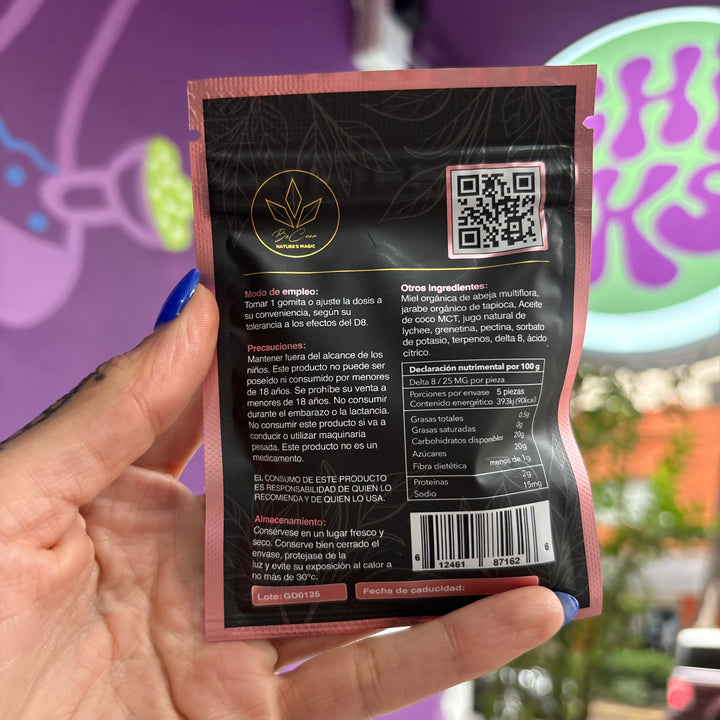 BeCann
NATURE'S MAGIC
Modo de empleo:
Tomar 1 gomita o ajuste la dosis a
su conveniencia, según su
tolerancia a los efectos del D8.
Precauciones:
Mantener fuera del alcance de los
niños. Este producto no puede ser
poseído ni consumido por menores
de 18 años. Se prohíbe su venta a
menores de 18 años. No consumir
durante el embarazo o la lactancia.
No consumir este producto si va a
conducir o utilizar maquinaria
pesada. Este producto no es un
medicamento.
EL CONSUMO DE ESTE PRODUCTO
ES RESPONSABILIDAD DE QUIEN LO
RECOMIENDA Y DE QUIEN LO USA.
Almacenamiento:
Consérvese en un lugar fresco y
seco. Conserve bien cerrado el
envase, protejase de la
luz y evite su exposición al calor a
no más de 30°c.
Lote: GD0125
Otros ingredientes:
Miel orgánica de abeja multiflora,
jarabe orgánico de tapioca, Aceite
de coco MCT, jugo natural de
lychee, grenetina, pectina, sorbato
de potasio, terpenos, delta 8, ácido
cítrico.
Declaración nutrimental por 100 g
Delta 8 / 25 MG por pieza
Porciones por envase 5 piezas
Contenido energético 393kj (90kcal)
Grasas totales 0.5g
Grasas saturadas 0g
Carbohidratos disponibles 20g
Azúcares 20g
Fibra dietética menos de 1g
Proteínas 2g
Sodio 15mg
6 12461 87162 6
Fecha de caducidad: